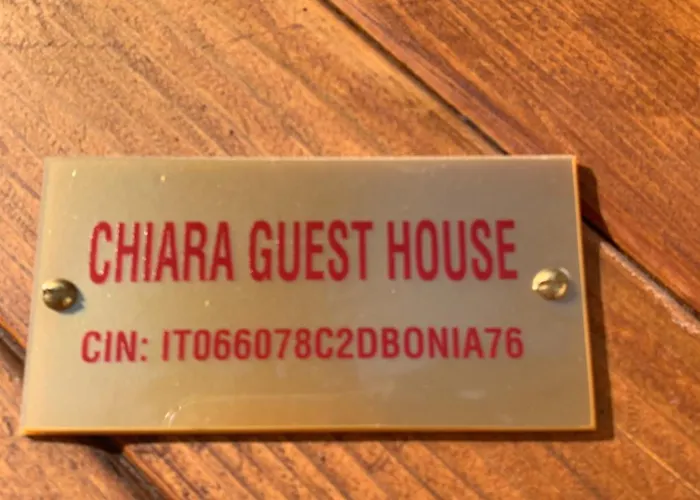 CHIARA GUEST HOUSE
CIN: IT066078C2DBONIA76